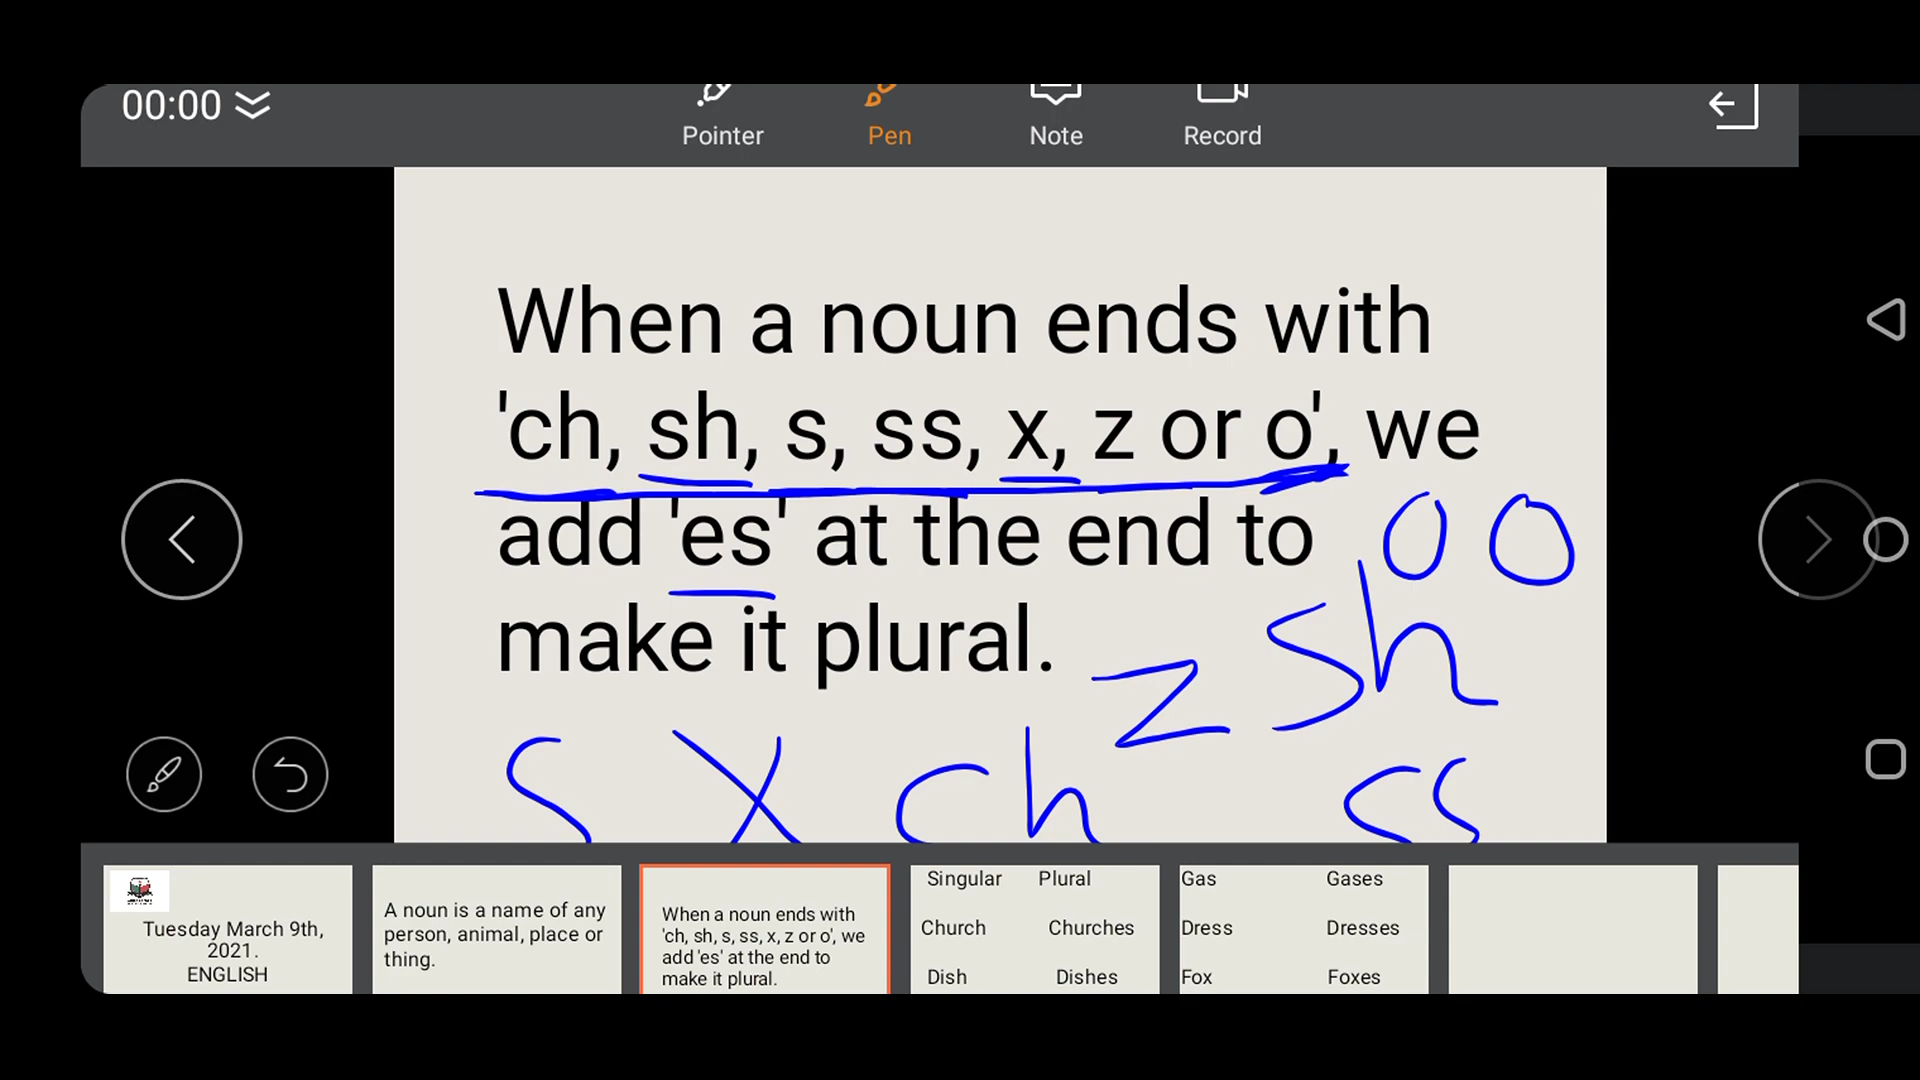 00:00
Pointer Pen Note Record
When a noun ends with
'ch, sh, s, ss, x, z or o', we
add 'es' at the end to
make it plural.
o o
z sh
s x ch ss
Tuesday March 9th,
2021.
ENGLISH
A noun is a name of any
person, animal, place or
thing.
When a noun ends with
'ch, sh, s, ss, x, z or o', we
add 'es' at the end to
make it plural.
Singular Plural
Church Churches
Dish Dishes
Gas Gases
Dress Dresses
Fox Foxes